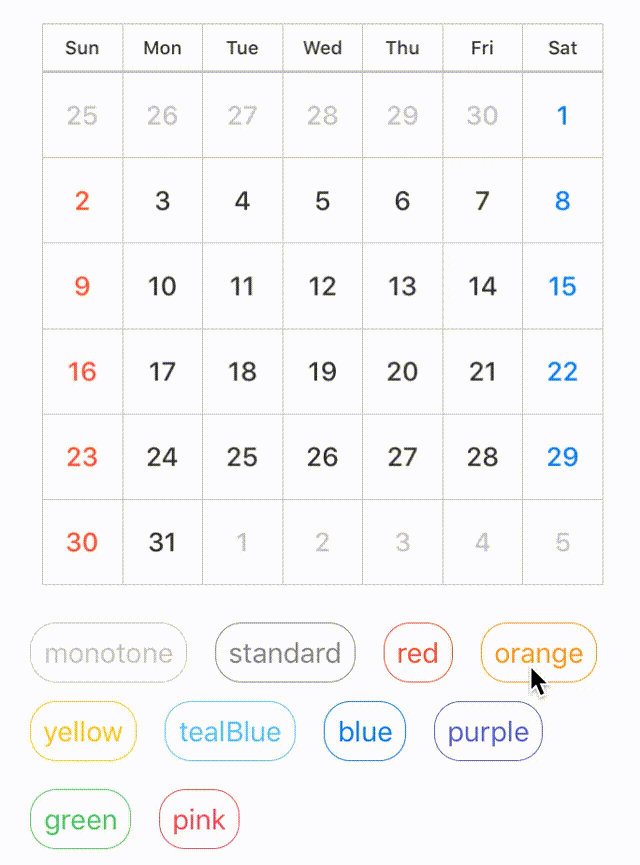 Sun Mon Tue Wed Thu Fri Sat
25 26 27 28 29 30 1
2 3 4 5 6 7 8
9 10 11 12 13 14 15
16 17 18 19 20 21 22
23 24 25 26 27 28 29
30 31 1 2 3 4 5
monotone standard red orange
yellow tealBlue blue purple
green pink